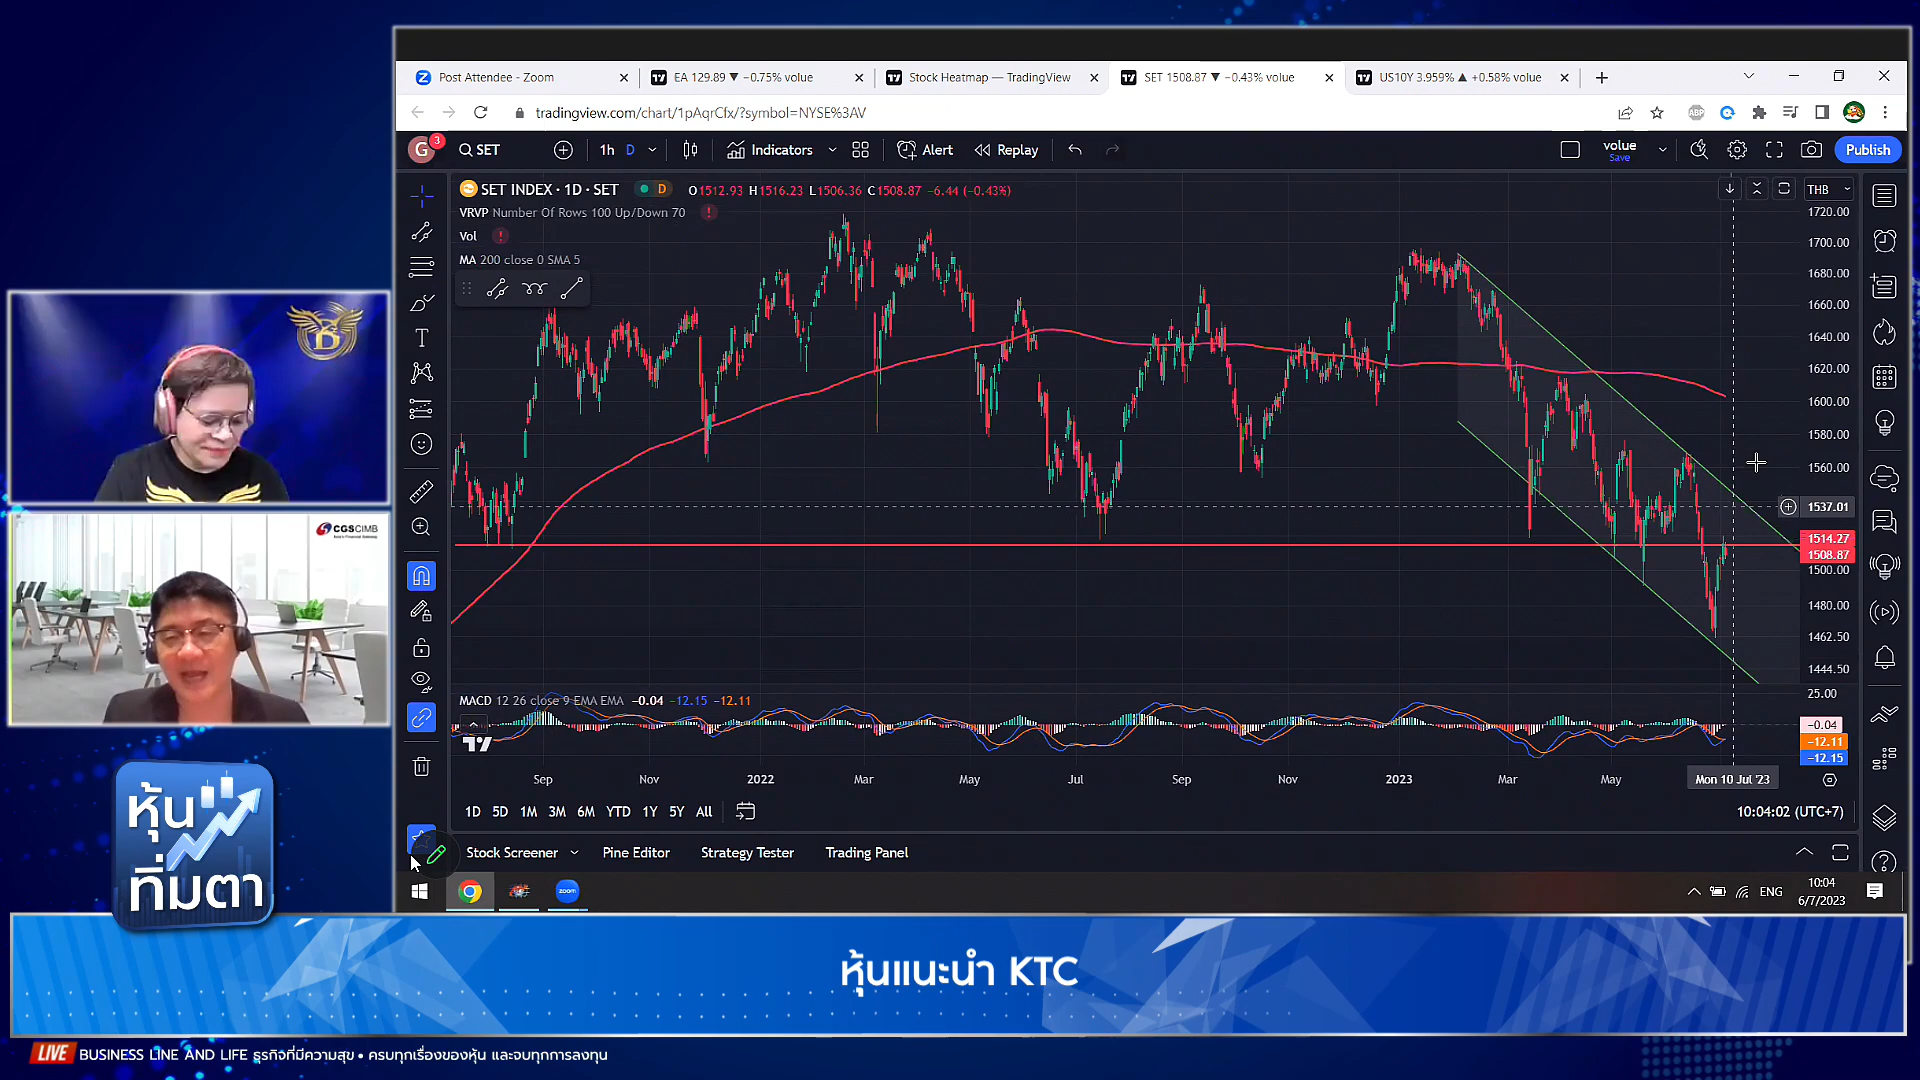 Post Attendee - Zoom
EA 129.89 ▼ −0.75% volue
Stock Heatmap — TradingView
SET 1508.87 ▼ −0.43% volue
US10Y 3.959% ▲ +0.58% volue
tradingview.com/chart/1pAqrCfx/?symbol=NYSE%3AV
ABP
G 3
SET
1h D
Indicators
Alert
Replay
volue
Save
Publish
SET INDEX · 1D · SET
D
O1512.93 H1516.23 L1506.36 C1508.87 −6.44 (−0.43%)
THB
VRVP Number Of Rows 100 Up/Down 70
Vol
MA 200 close 0 SMA 5
1720.00
1700.00
1680.00
1660.00
1640.00
1620.00
1600.00
1580.00
1560.00
1537.01
1514.27
1508.87
1500.00
1480.00
1462.50
1444.50
MACD 12 26 close 9 EMA EMA −0.04 −12.15 −12.11
25.00
−0.04
−12.11
−12.15
Sep Nov 2022 Mar May Jul Sep Nov 2023 Mar May Mon 10 Jul '23
1D 5D 1M 3M 6M YTD 1Y 5Y All
10:04:02 (UTC+7)
Stock Screener
Pine Editor
Strategy Tester
Trading Panel
zoom
ENG
10:04
6/7/2023
B
CGS CIMB
หุ้น
ทิ่มตา
หุ้นแนะนำ KTC
LIVE BUSINESS LINE AND LIFE ธุรกิจที่มีความสุข • ครบทุกเรื่องของหุ้น และจบทุกการลงทุน